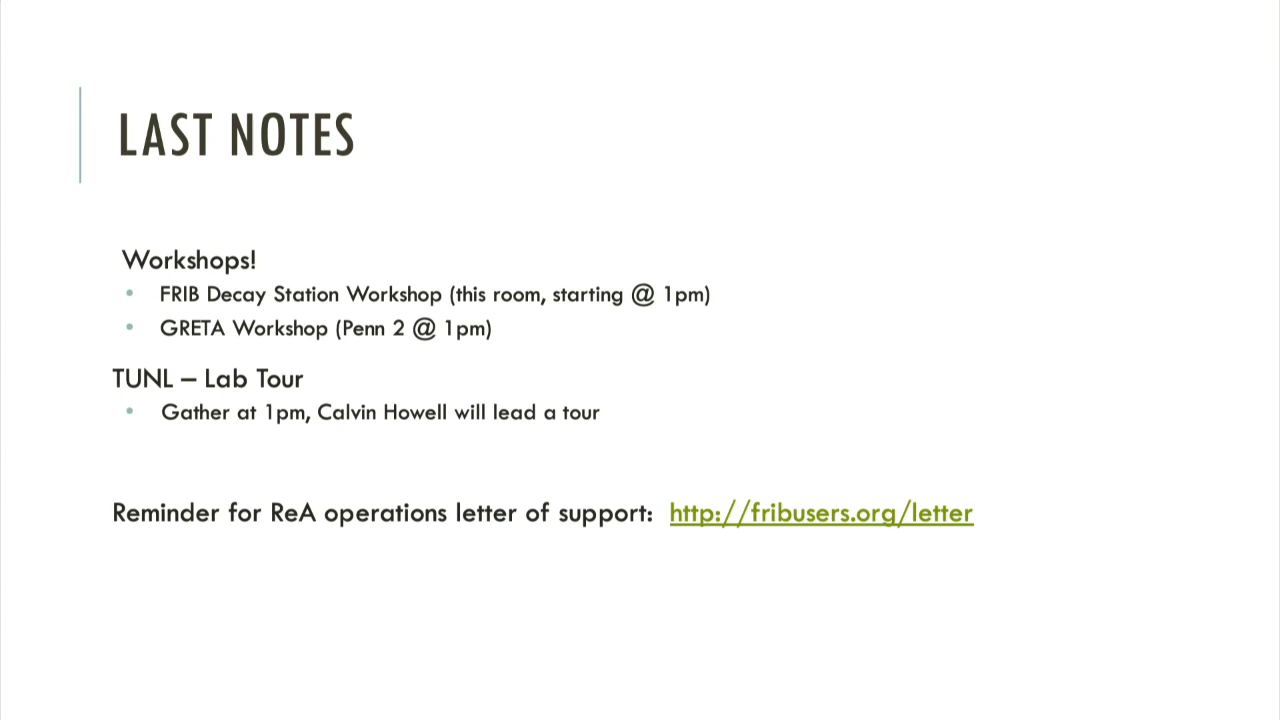 LAST NOTES
Workshops!
• FRIB Decay Station Workshop (this room, starting @ 1pm)
• GRETA Workshop (Penn 2 @ 1pm)
TUNL – Lab Tour
• Gather at 1pm, Calvin Howell will lead a tour
Reminder for ReA operations letter of support: http://fribusers.org/letter